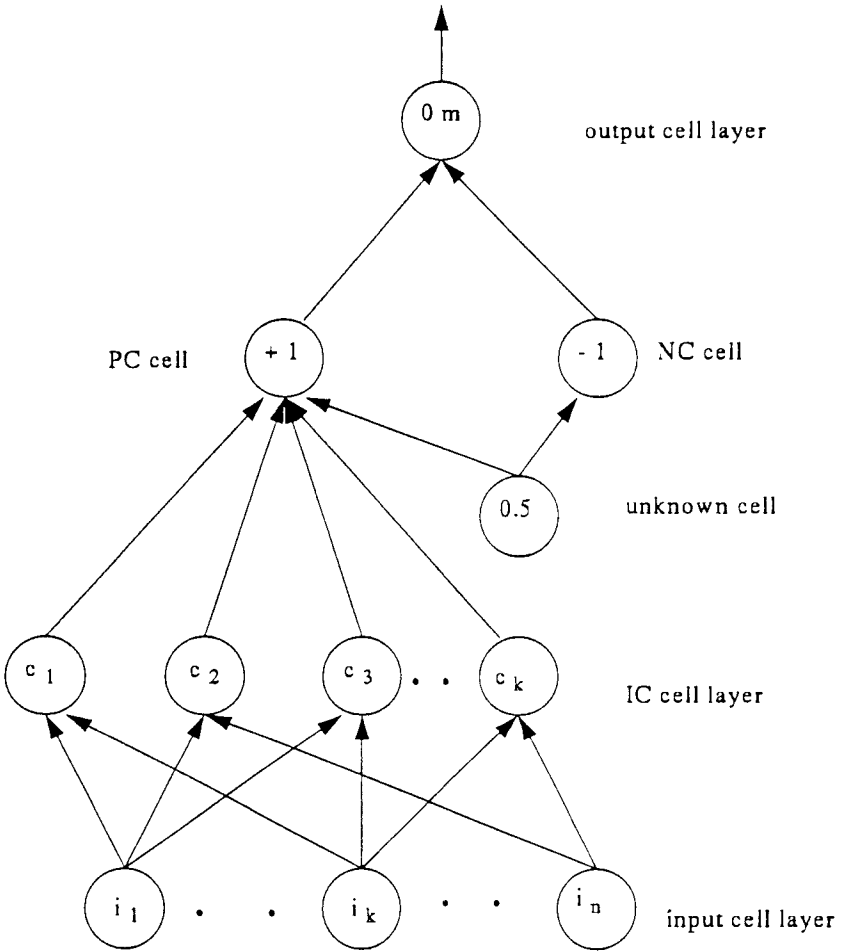 0 m
output cell layer
PC cell
+ 1
- 1
NC cell
0.5
unknown cell
c 1
c 2
c 3
. .
c k
IC cell layer
i 1
. .
i k
. .
i n
input cell layer